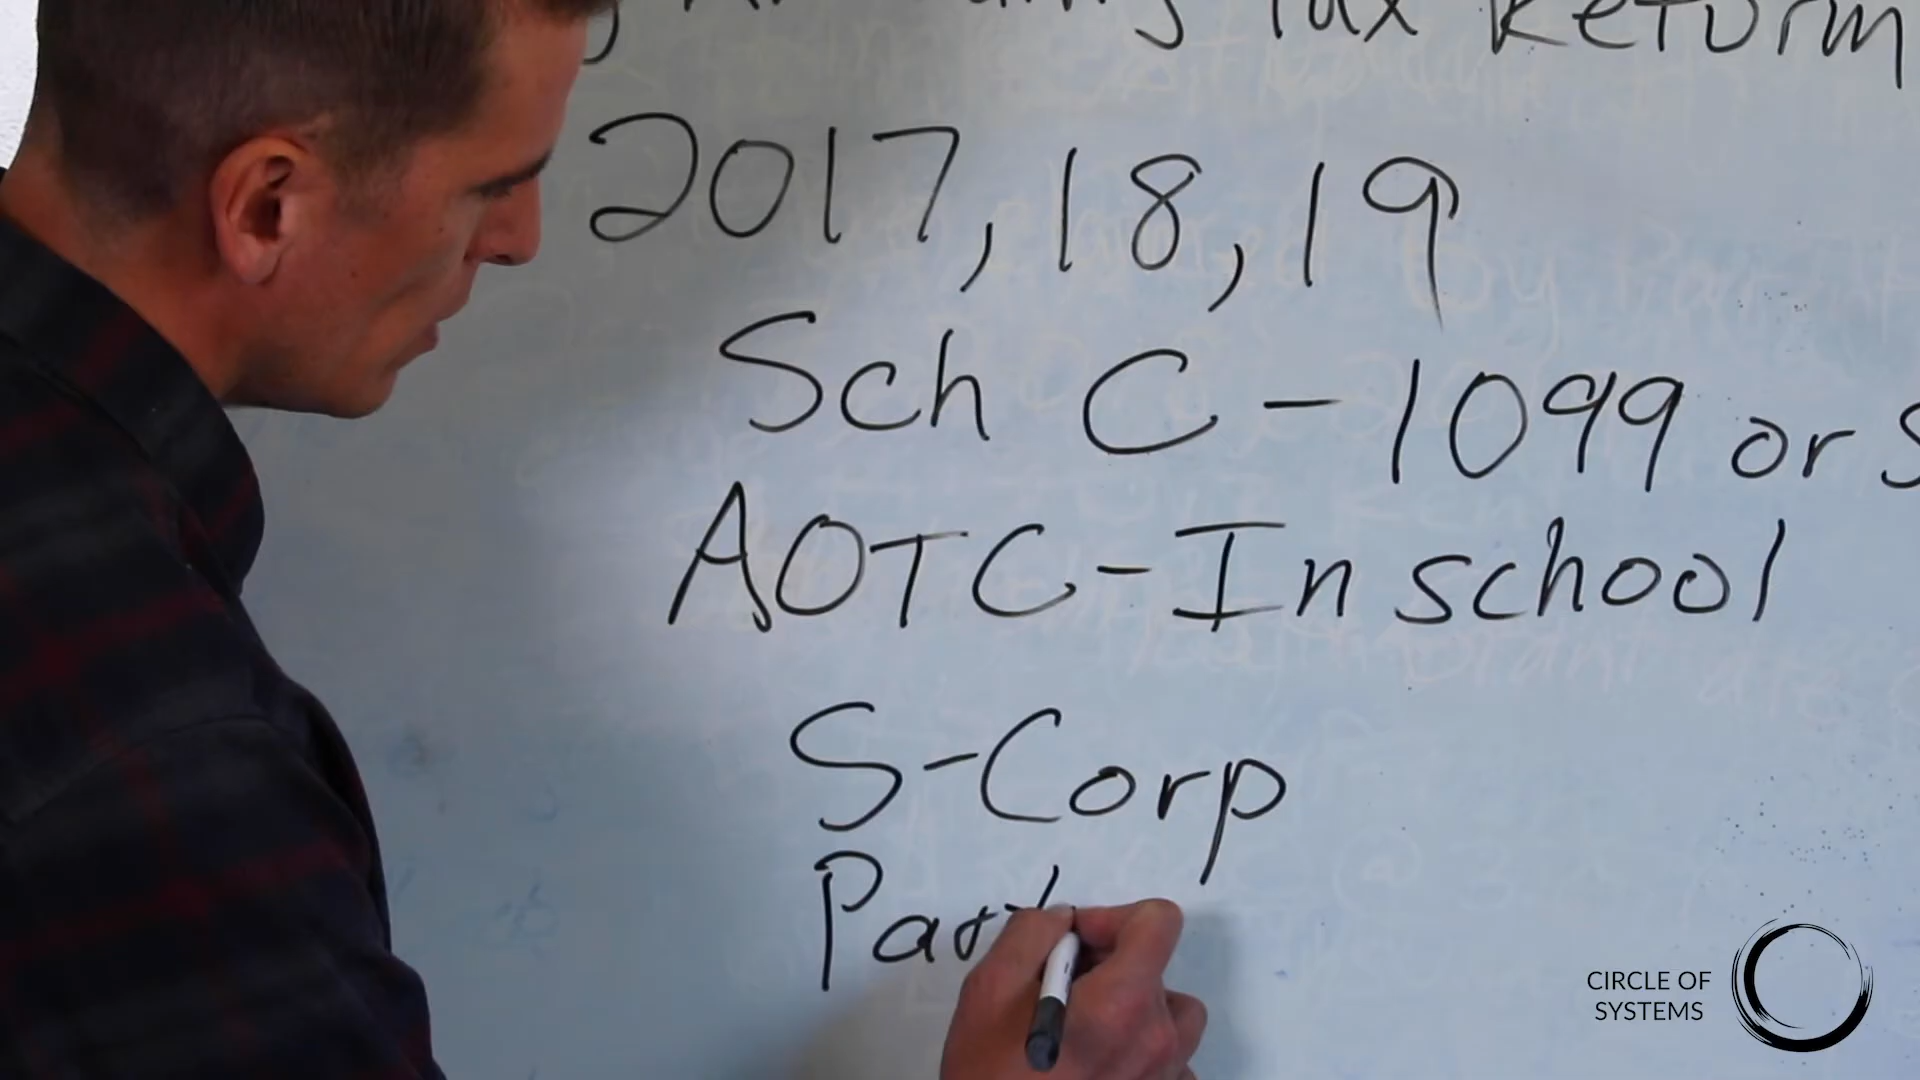 Tax Return
2017, 18, 19
Sch C - 1099 or S
AOTC - In school
S-Corp
Part
CIRCLE OF
SYSTEMS